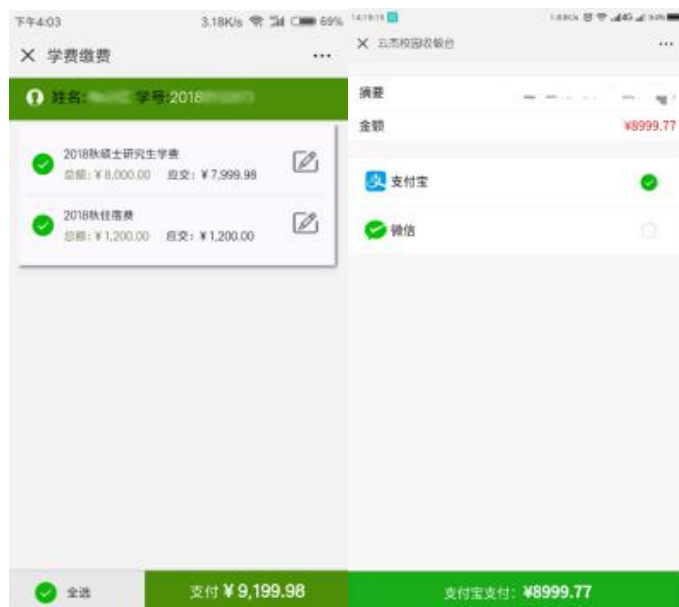 下午4:03 3.18K/s 69%
学费缴费
姓名: 学号:2018
2018秋硕士研究生学费
总额:¥8,000.00 应交:¥7,999.98
2018秋住宿费
总额:¥1,200.00 应交:¥1,200.00
全选
支付¥9,199.98
云杰校园收银台
摘要
金额 ¥8999.77
支付宝
微信
支付宝支付: ¥8999.77